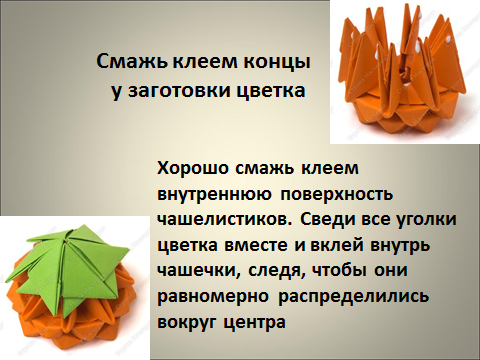 Смажь клеем концы
у заготовки цветка
Хорошо смажь клеем
внутреннюю поверхность
чашелистиков. Сведи все уголки
цветка вместе и вклей внутрь
чашечки, следя, чтобы они
равномерно распределились
вокруг центра